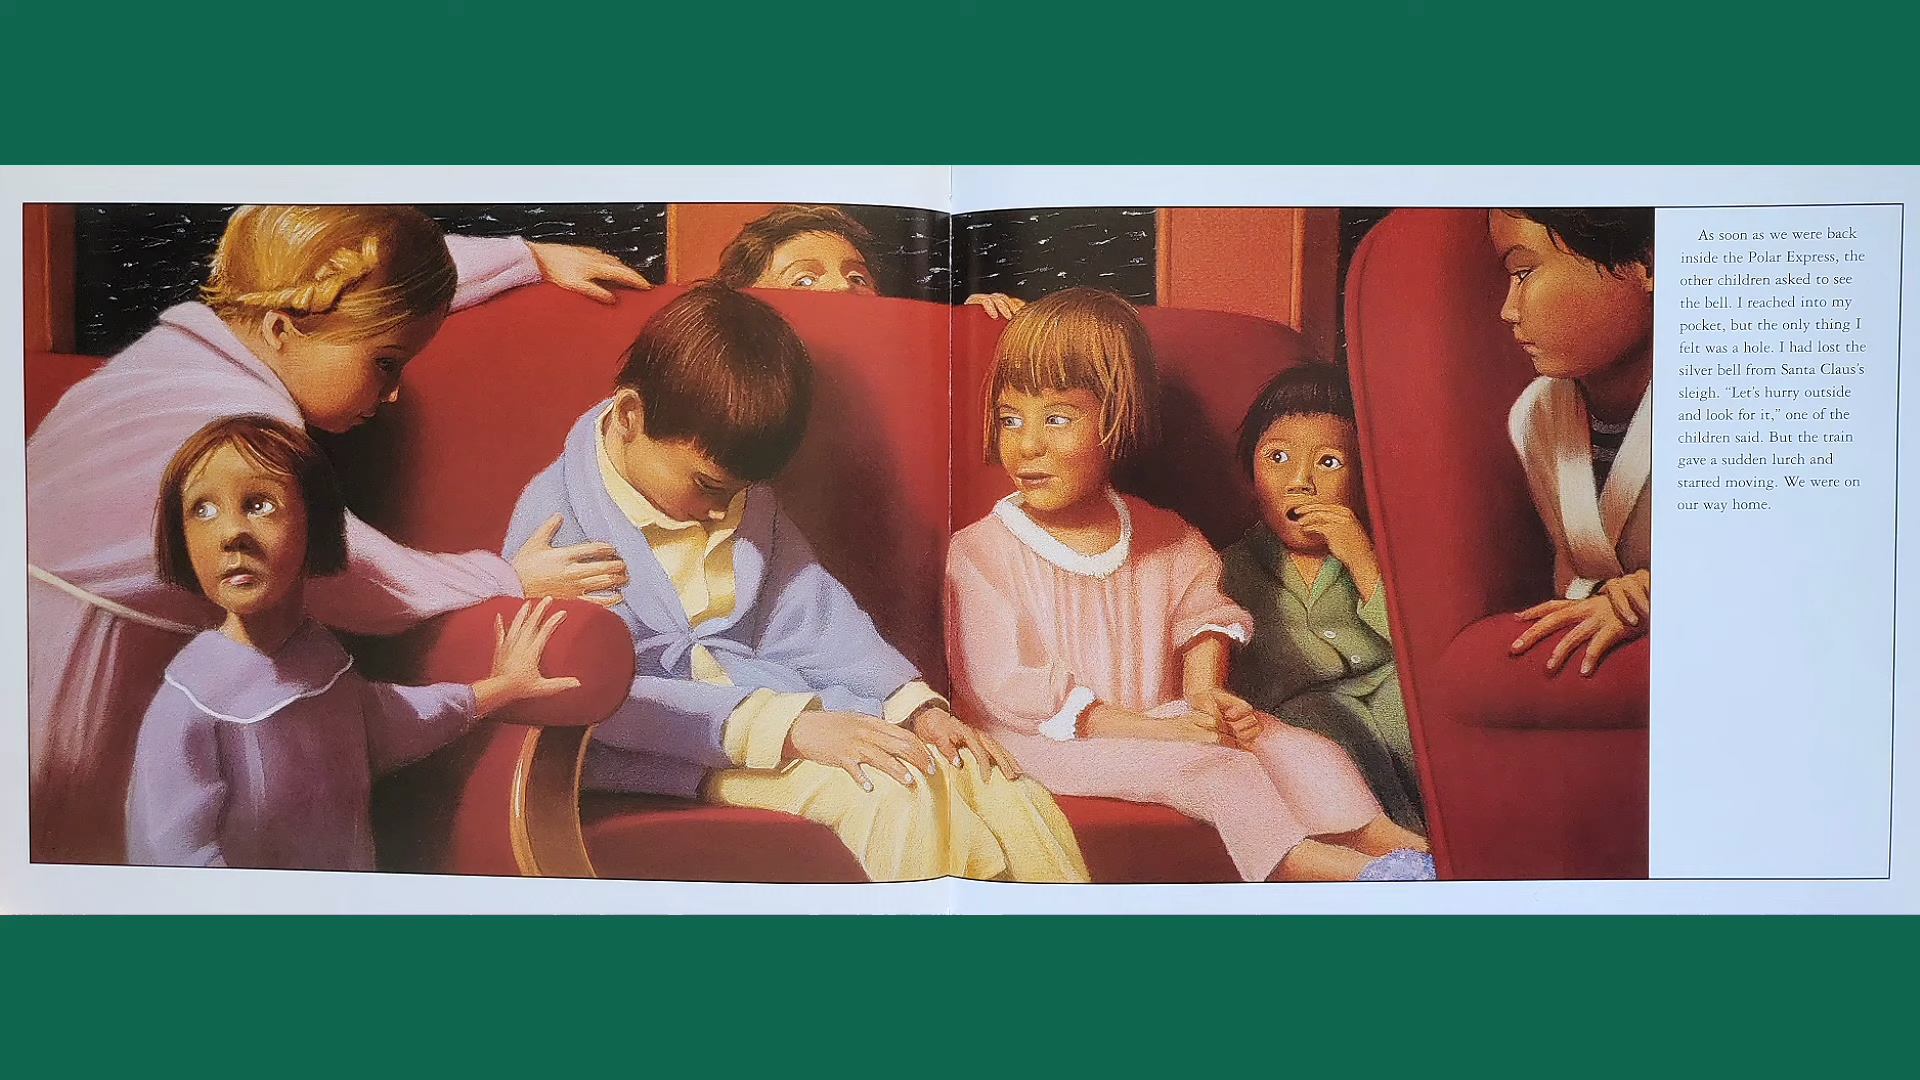 As soon as we were back
inside the Polar Express, the
other children asked to see
the bell. I reached into my
pocket, but the only thing I
felt was a hole. I had lost the
silver bell from Santa Claus's
sleigh. “Let's hurry outside
and look for it,” one of the
children said. But the train
gave a sudden lurch and
started moving. We were on
our way home.